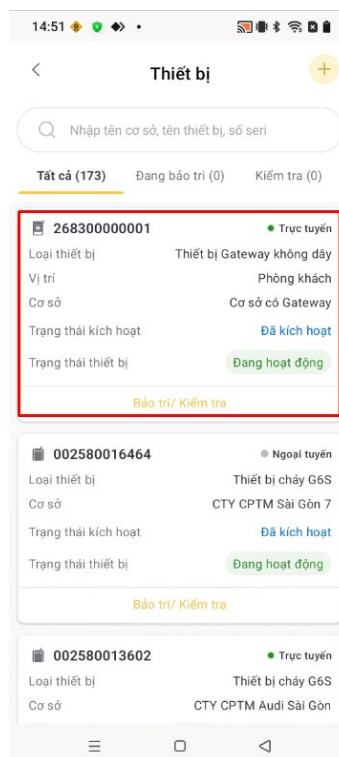 14:51
Thiết bị
Nhập tên cơ sở, tên thiết bị, số seri
Tất cả (173) Đang bảo trì (0) Kiểm tra (0)
268300000001 Trực tuyến
Loại thiết bị Thiết bị Gateway không dây
Vị trí Phòng khách
Cơ sở Cơ sở có Gateway
Trạng thái kích hoạt Đã kích hoạt
Trạng thái thiết bị Đang hoạt động
Bảo trì/ Kiểm tra
002580016464 Ngoại tuyến
Loại thiết bị Thiết bị cháy G6S
Cơ sở CTY CPTM Sài Gòn 7
Trạng thái kích hoạt Đã kích hoạt
Trạng thái thiết bị Đang hoạt động
Bảo trì/ Kiểm tra
002580013602 Trực tuyến
Loại thiết bị Thiết bị cháy G6S
Cơ sở CTY CPTM Audi Sài Gòn